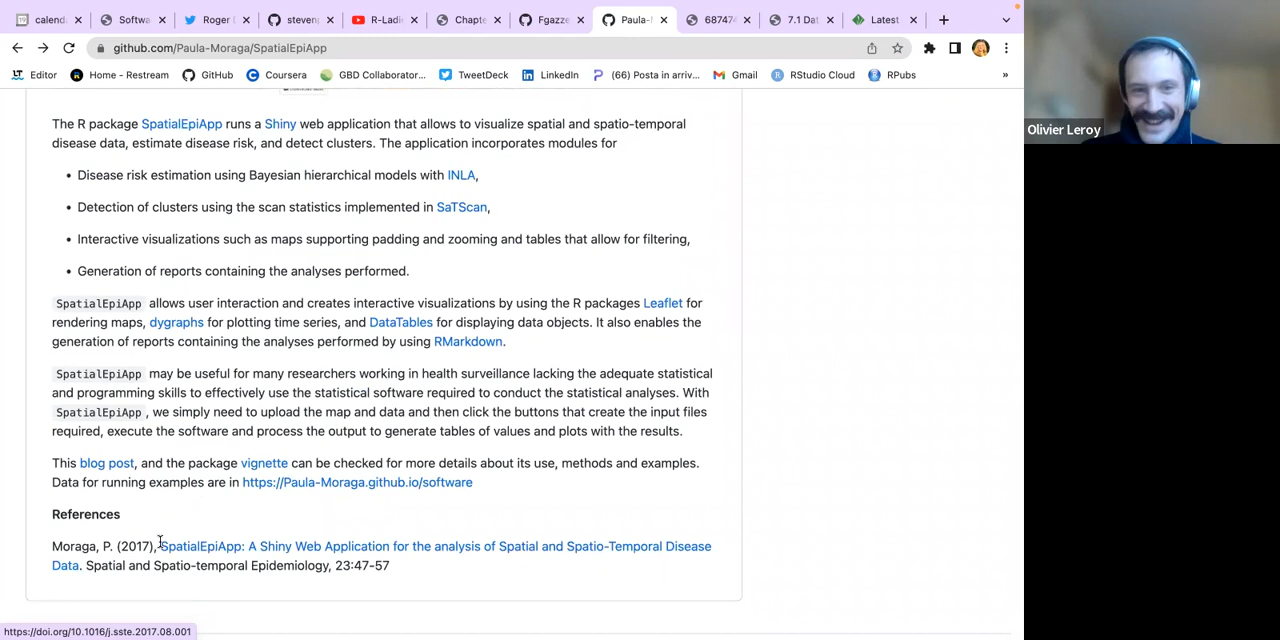 calend
Softwa
Roger
steven
R-Ladi
Chapte
Fgazze
Paula-
68747
7.1 Dat
Latest
github.com/Paula-Moraga/SpatialEpiApp
Editor
Home - Restream
GitHub
Coursera
GBD Collaborator...
TweetDeck
LinkedIn
(66) Posta in arriv...
Gmail
RStudio Cloud
RPubs
»
Olivier Leroy
The R package SpatialEpiApp runs a Shiny web application that allows to visualize spatial and spatio-temporal
disease data, estimate disease risk, and detect clusters. The application incorporates modules for
• Disease risk estimation using Bayesian hierarchical models with INLA,
• Detection of clusters using the scan statistics implemented in SaTScan,
• Interactive visualizations such as maps supporting padding and zooming and tables that allow for filtering,
• Generation of reports containing the analyses performed.
SpatialEpiApp allows user interaction and creates interactive visualizations by using the R packages Leaflet for
rendering maps, dygraphs for plotting time series, and DataTables for displaying data objects. It also enables the
generation of reports containing the analyses performed by using RMarkdown.
SpatialEpiApp may be useful for many researchers working in health surveillance lacking the adequate statistical
and programming skills to effectively use the statistical software required to conduct the statistical analyses. With
SpatialEpiApp, we simply need to upload the map and data and then click the buttons that create the input files
required, execute the software and process the output to generate tables of values and plots with the results.
This blog post, and the package vignette can be checked for more details about its use, methods and examples.
Data for running examples are in https://Paula-Moraga.github.io/software
References
Moraga, P. (2017), SpatialEpiApp: A Shiny Web Application for the analysis of Spatial and Spatio-Temporal Disease
Data. Spatial and Spatio-temporal Epidemiology, 23:47-57
https://doi.org/10.1016/j.sste.2017.08.001